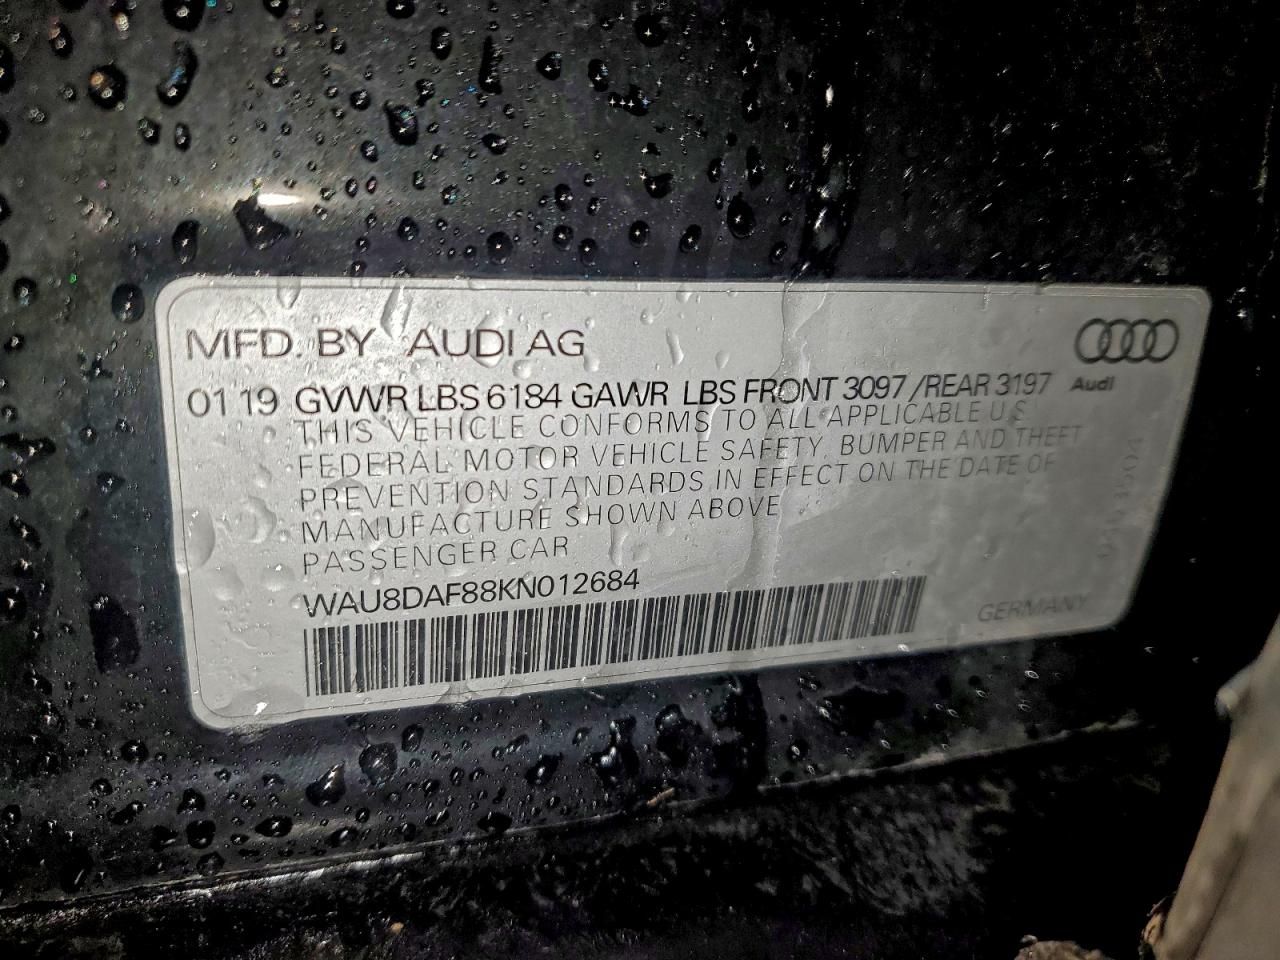 MFD. BY AUDI AG
01 19 GVWR LBS 6184 GAWR LBS FRONT 3097 /REAR 3197
Audi
THIS VEHICLE CONFORMS TO ALL APPLICABLE U.S.
FEDERAL MOTOR VEHICLE SAFETY, BUMPER AND THEFT
PREVENTION STANDARDS IN EFFECT ON THE DATE OF
MANUFACTURE SHOWN ABOVE
PASSENGER CAR
WAU8DAF88KN012684
GERMANY